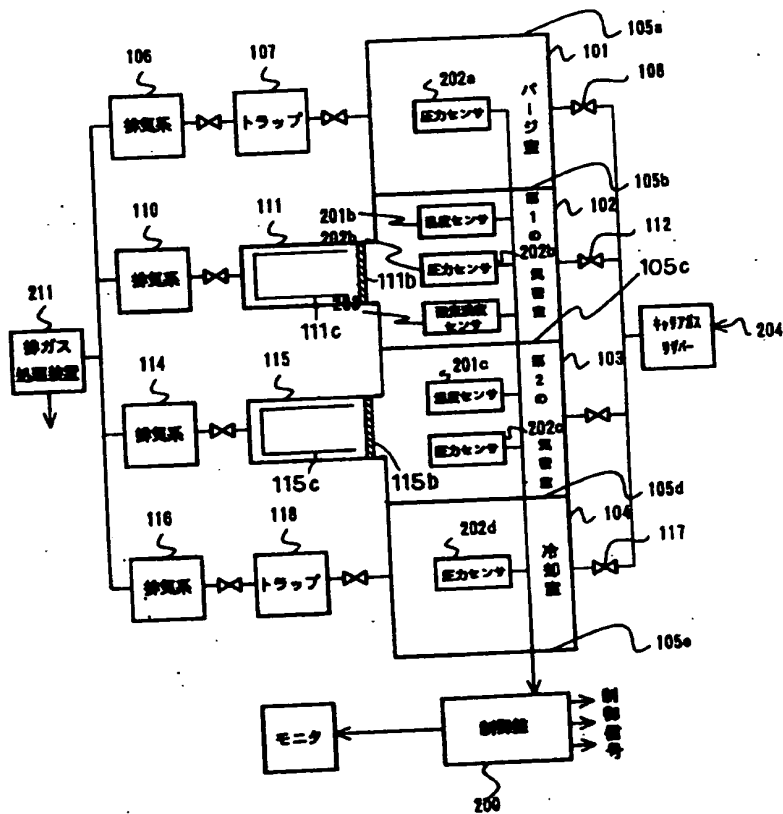 105a
106
107
101
108
202a
排気系
トラップ
圧力センサ
パージ室
105b
201b
102
110
111
202b
温度センサ
112
排気系
111b
圧力センサ
202b
第1の気密室
105c
211
111c
センサ
排ガス
処理装置
キャリアガス
204
103
114
115
201c
温度センサ
第2の気密室
排気系
202c
圧力センサ
115c
115b
105d
116
118
104
202d
117
排気系
トラップ
圧力センサ
冷却室
105e
モニタ
制御盤
制御信号
200